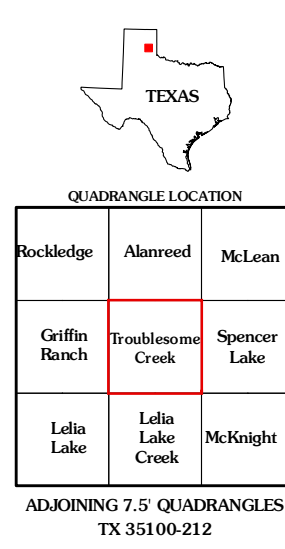 TEXAS
QUADRANGLE LOCATION
Rockledge
Alanreed
McLean
Griffin
Ranch
Troublesome
Creek
Spencer
Lake
Lelia
Lake
Lelia
Lake
Creek
McKnight
ADJOINING 7.5' QUADRANGLES
TX 35100-212